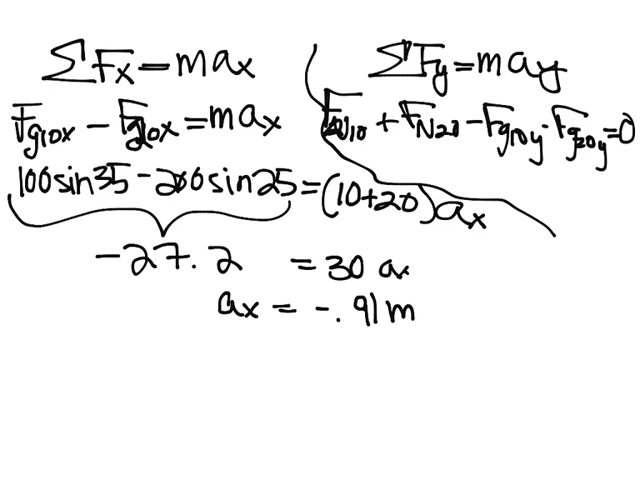 ΣFx = max
Fg10x - Fg20x = max
100sin35 - 200sin25 = (10+20)ax
-27.2 = 30 ax
ax = -.91m
ΣFy = may
FN10 + FN20 - Fg10y - Fg20y = 0